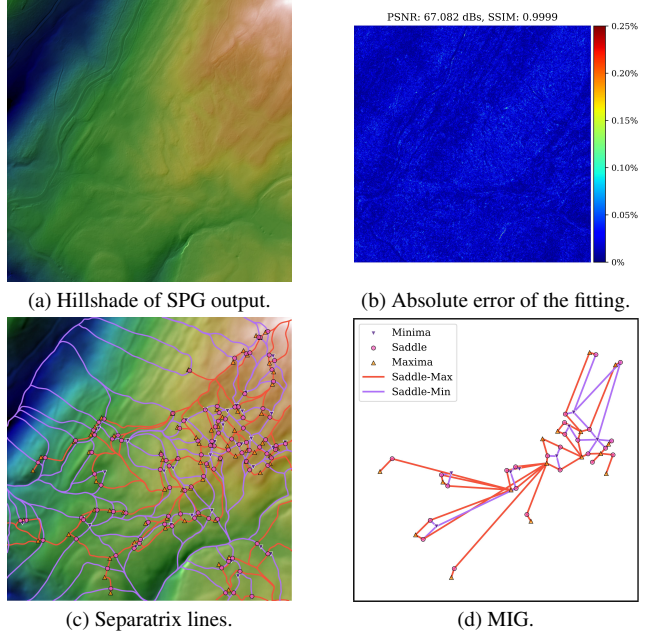 PSNR: 67.082 dBs, SSIM: 0.9999
0.25%
0.20%
0.15%
0.10%
0.05%
0%
(a) Hillshade of SPG output.
(b) Absolute error of the fitting.
Minima
Saddle
Maxima
Saddle-Max
Saddle-Min
(c) Separatrix lines.
(d) MIG.